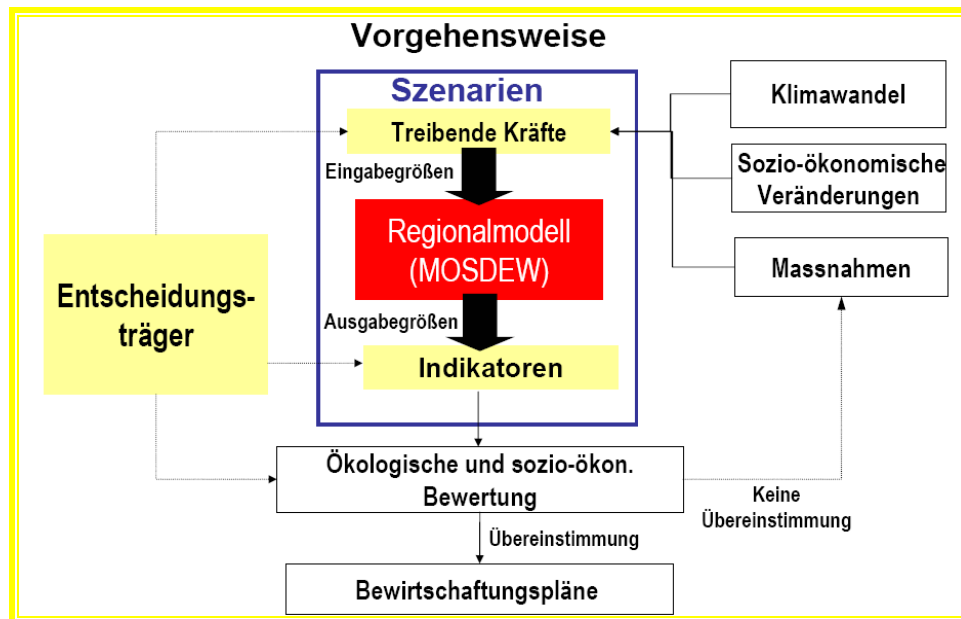 Vorgehensweise
Szenarien
Treibende Kräfte
Eingabegrößen
Regionalmodell
(MOSDEW)
Ausgabegrößen
Indikatoren
Klimawandel
Sozio-ökonomische
Veränderungen
Massnahmen
Entscheidungs-
träger
Ökologische und sozio-ökon.
Bewertung
Keine
Übereinstimmung
Übereinstimmung
Bewirtschaftungspläne